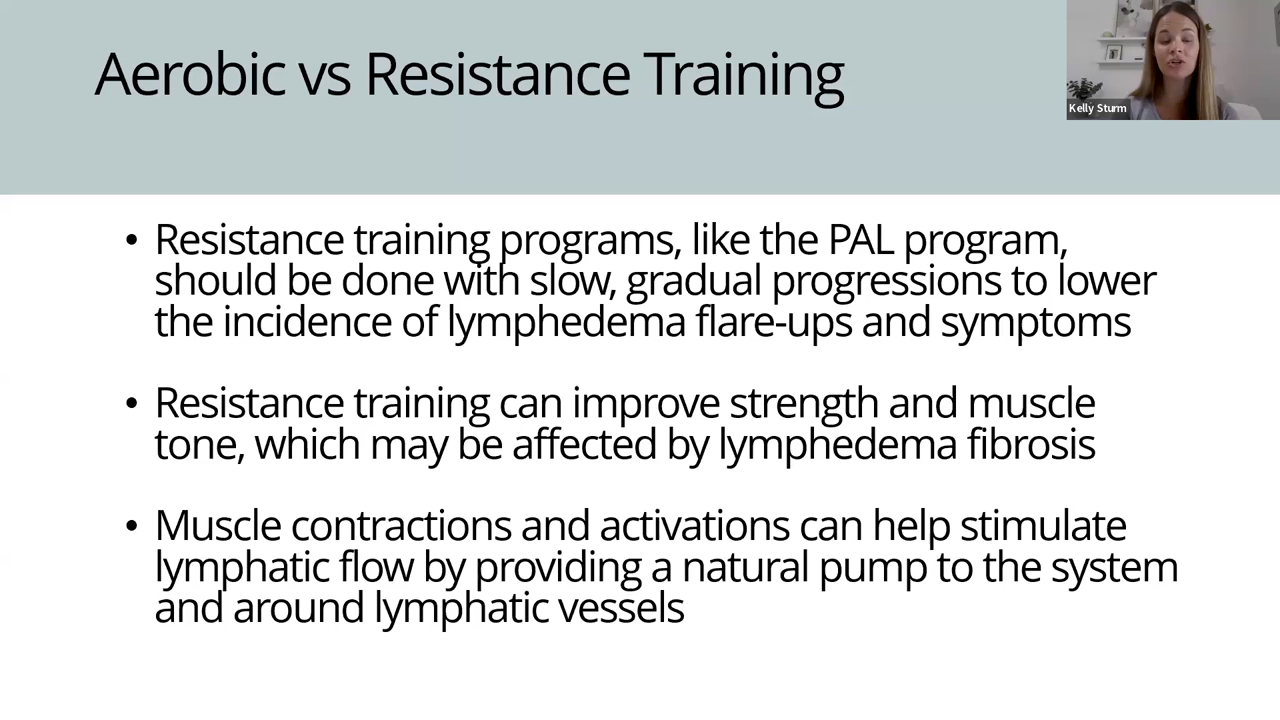 Aerobic vs Resistance Training
Kelly Sturm
• Resistance training programs, like the PAL program,
should be done with slow, gradual progressions to lower
the incidence of lymphedema flare-ups and symptoms
• Resistance training can improve strength and muscle
tone, which may be affected by lymphedema fibrosis
• Muscle contractions and activations can help stimulate
lymphatic flow by providing a natural pump to the system
and around lymphatic vessels